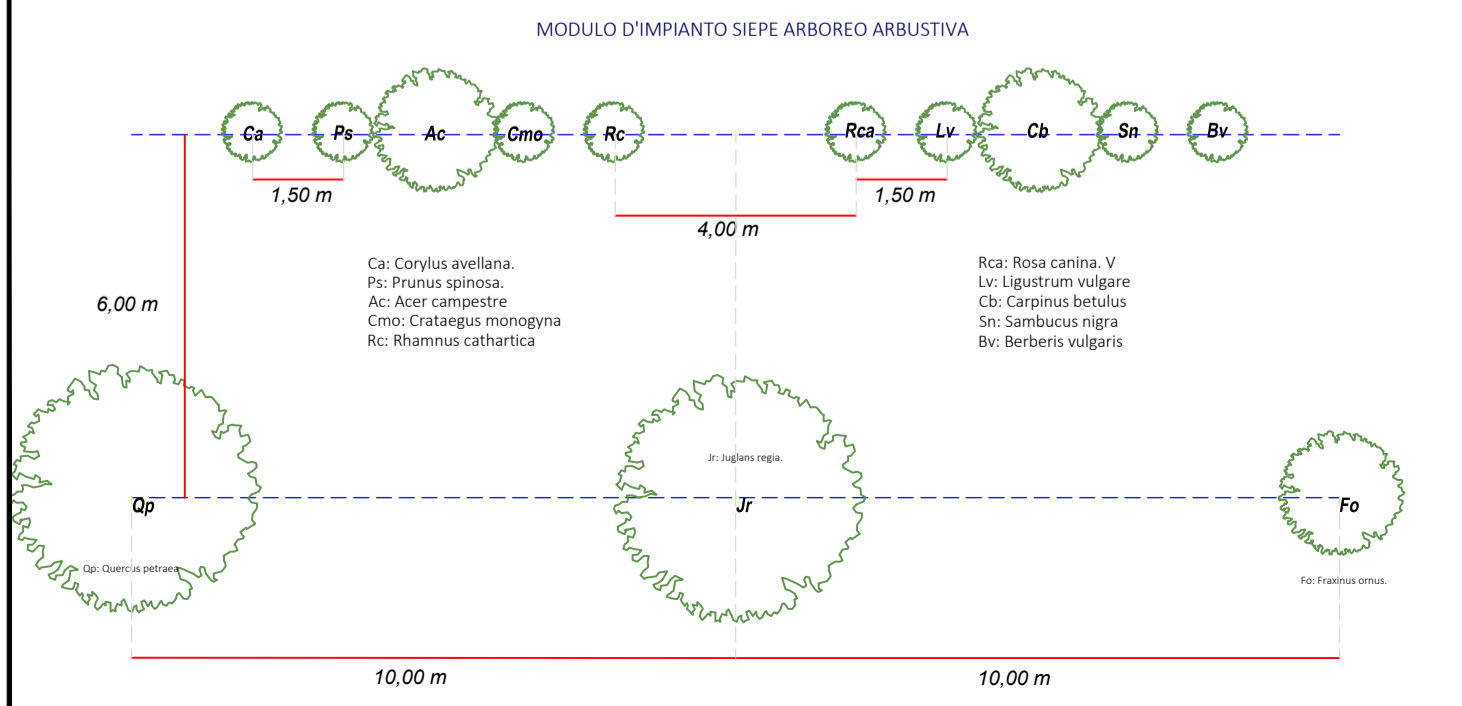 MODULO D'IMPIANTO SIEPE ARBOREO ARBUSTIVA
Ca Ps Ac Cmo Rc Rca Lv Cb Sn Bv
1,50 m 1,50 m
4,00 m
Ca: Corylus avellana.
Ps: Prunus spinosa.
Ac: Acer campestre
Cmo: Crataegus monogyna
Rc: Rhamnus cathartica
Rca: Rosa canina. V
Lv: Ligustrum vulgare
Cb: Carpinus betulus
Sn: Sambucus nigra
Bv: Berberis vulgaris
6,00 m
Jr: Juglans regia.
Qp Jr Fo
Qp: Quercus petraea
Fo: Fraxinus ornus.
10,00 m 10,00 m